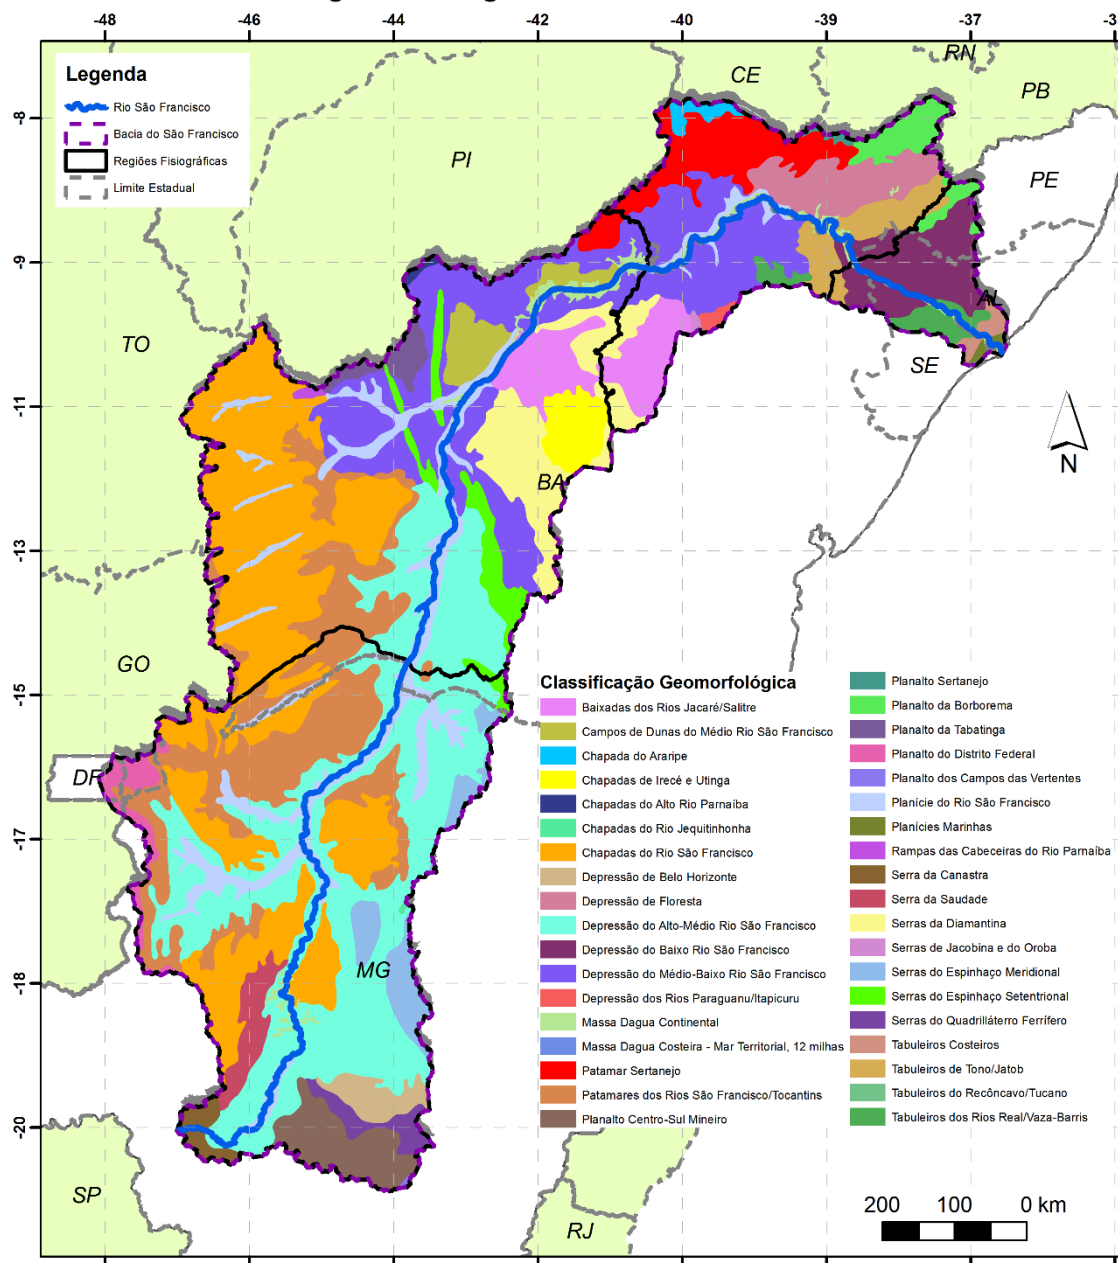 -48 -46 -44 -42 -40 -39 -37 -3
Legenda
Rio São Francisco
Bacia do São Francisco
Regiões Fisiográficas
Limite Estadual
-8
-9
-11
-13
-15
-17
-18
-20
CE
RN
PB
PI
PE
AL
SE
TO
BA
N
GO
DF
MG
SP
RJ
Classificação Geomorfológica
Baixadas dos Rios Jacaré/Salitre
Campos de Dunas do Médio Rio São Francisco
Chapada do Araripe
Chapadas de Irecé e Utinga
Chapadas do Alto Rio Parnaíba
Chapadas do Rio Jequitinhonha
Chapadas do Rio São Francisco
Depressão de Belo Horizonte
Depressão de Floresta
Depressão do Alto-Médio Rio São Francisco
Depressão do Baixo Rio São Francisco
Depressão do Médio-Baixo Rio São Francisco
Depressão dos Rios Paraguanu/Itapicuru
Massa Dagua Continental
Massa Dagua Costeira - Mar Territorial, 12 milhas
Patamar Sertanejo
Patamares dos Rios São Francisco/Tocantins
Planalto Centro-Sul Mineiro
Planalto Sertanejo
Planalto da Borborema
Planalto da Tabatinga
Planalto do Distrito Federal
Planalto dos Campos das Vertentes
Planície do Rio São Francisco
Planícies Marinhas
Rampas das Cabeceiras do Rio Parnaíba
Serra da Canastra
Serra da Saudade
Serras da Diamantina
Serras de Jacobina e do Oroba
Serras do Espinhaço Meridional
Serras do Espinhaço Setentrional
Serras do Quadrilláterro Ferrífero
Tabuleiros Costeiros
Tabuleiros de Tono/Jatob
Tabuleiros do Recôncavo/Tucano
Tabuleiros dos Rios Real/Vaza-Barris
200 100 0 km